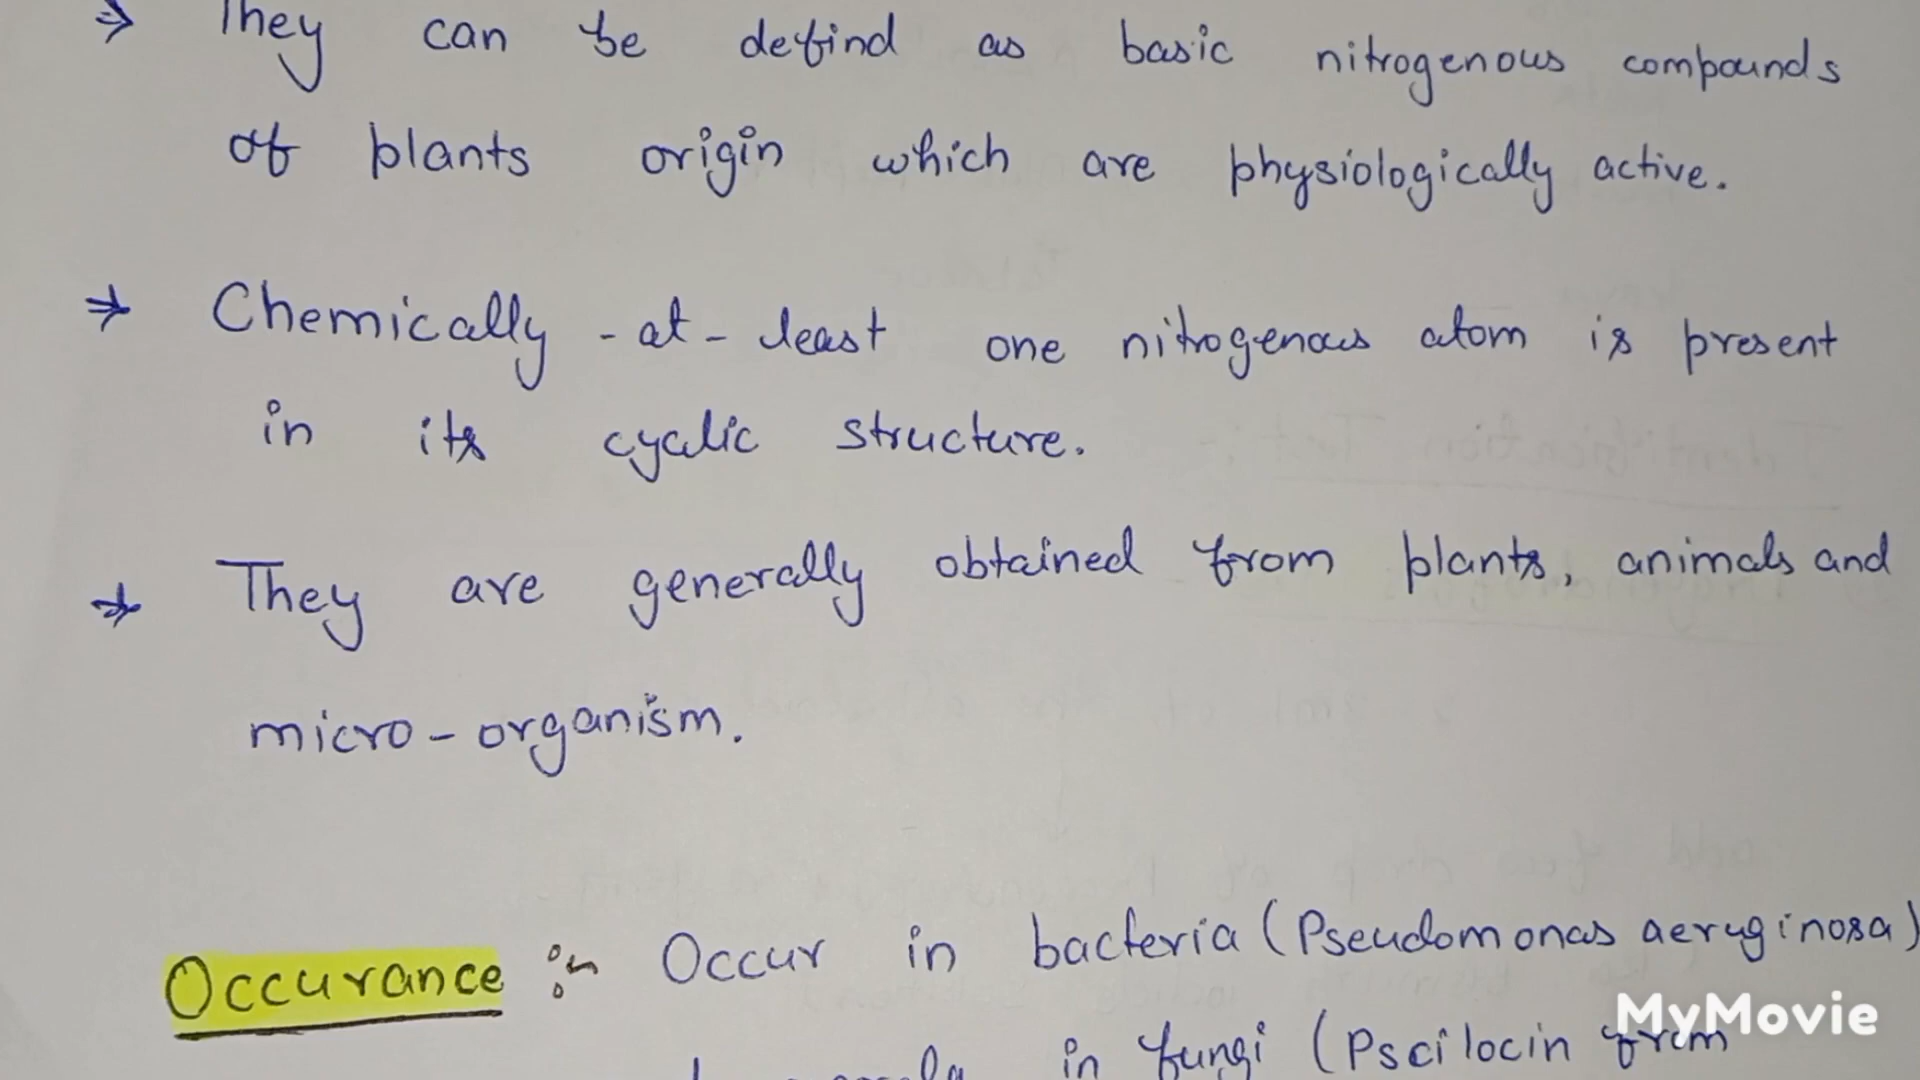 ⇒ They can be defind as basic nitrogenous compounds
of plants origin which are physiologically active.
⇒ Chemically -at- least one nitrogenous atom is present
in its cyclic structure.
⇒ They are generally obtained from plants, animals and
micro-organism.
Occurance :- Occur in bacteria (Pseudomonas aeruginosa)
in fungi (Pscilocin from
MyMovie